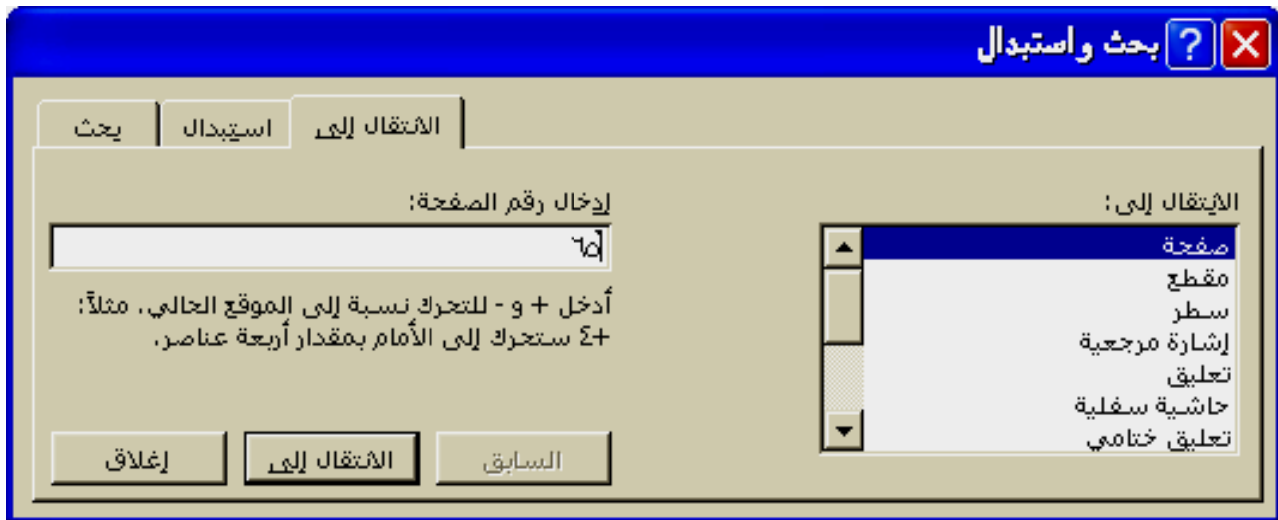 بحث واستبدال
الانتقال إلى
استبدال
بحث
الانتقال إلى:
صفحة
مقطع
سطر
إشارة مرجعية
تعليق
حاشية سفلية
تعليق ختامي
إدخال رقم الصفحة:
٦٥
أدخل + و - للتحرك نسبة إلى الموقع الحالي. مثلاً:
+٤ ستحرك إلى الأمام بمقدار أربعة عناصر.
السابق
الانتقال إلى
إغلاق